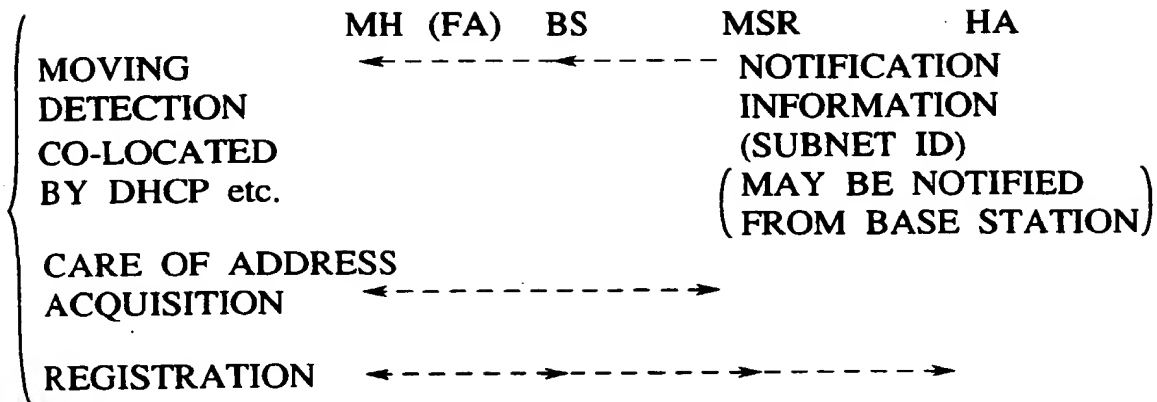 MH (FA) BS MSR HA
MOVING NOTIFICATION
DETECTION INFORMATION
CO-LOCATED (SUBNET ID)
BY DHCP etc. (MAY BE NOTIFIED
FROM BASE STATION)
CARE OF ADDRESS
ACQUISITION
REGISTRATION